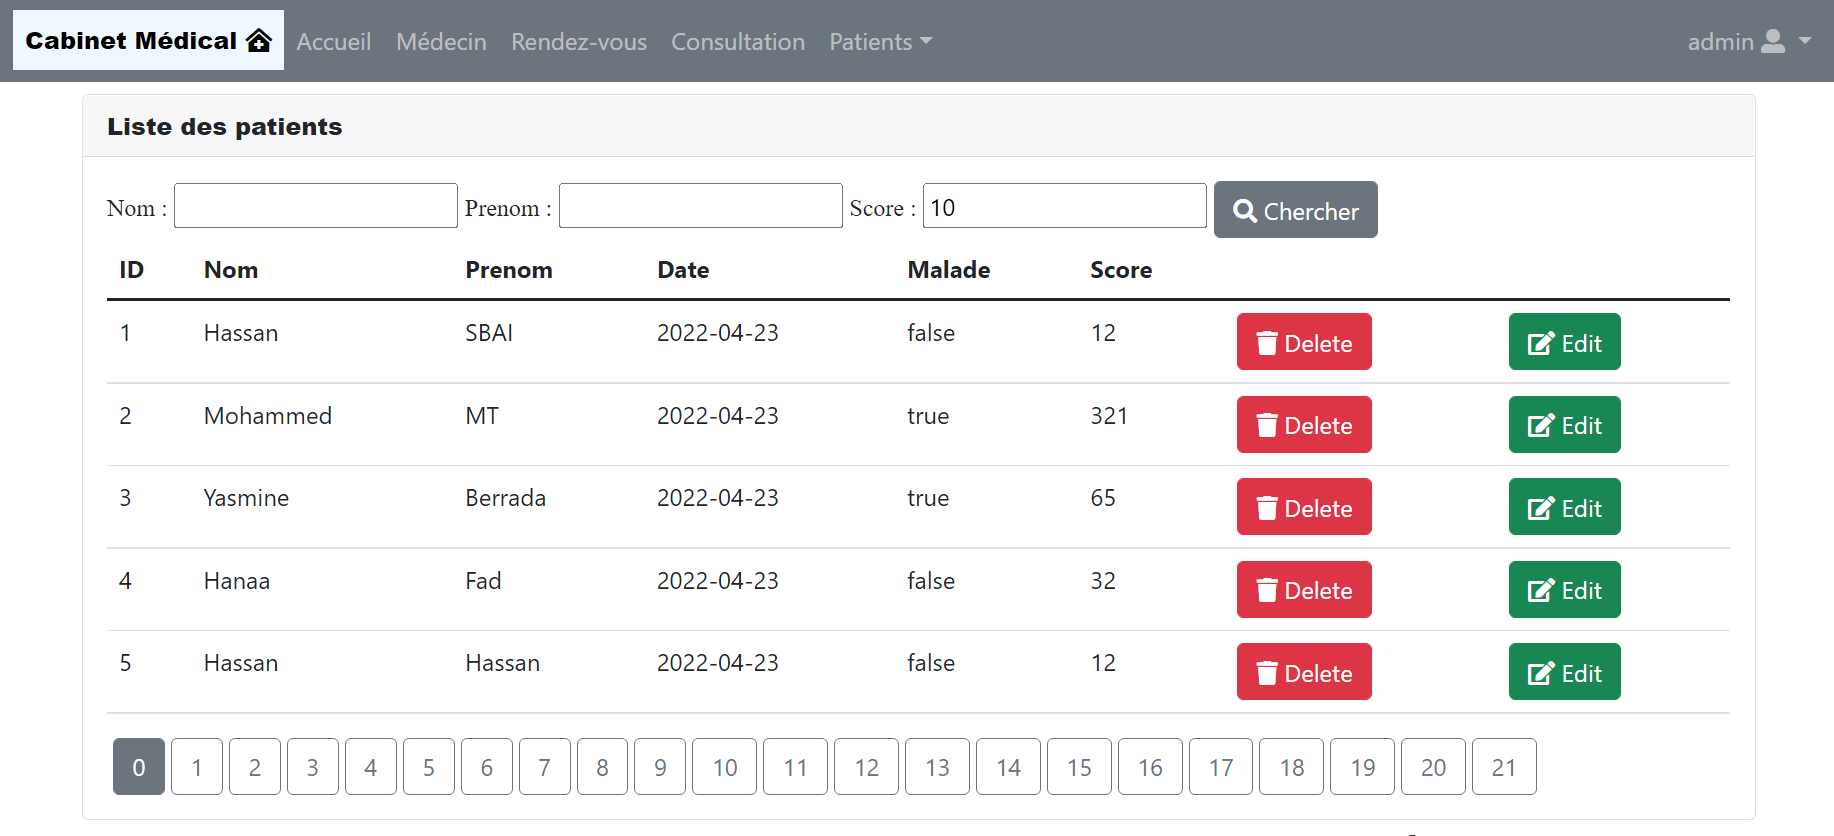 Cabinet Médical Accueil Médecin Rendez-vous Consultation Patients admin
Liste des patients
Nom : Prenom : Score : 10 Chercher
ID Nom Prenom Date Malade Score
1 Hassan SBAI 2022-04-23 false 12 Delete Edit
2 Mohammed MT 2022-04-23 true 321 Delete Edit
3 Yasmine Berrada 2022-04-23 true 65 Delete Edit
4 Hanaa Fad 2022-04-23 false 32 Delete Edit
5 Hassan Hassan 2022-04-23 false 12 Delete Edit
0 1 2 3 4 5 6 7 8 9 10 11 12 13 14 15 16 17 18 19 20 21